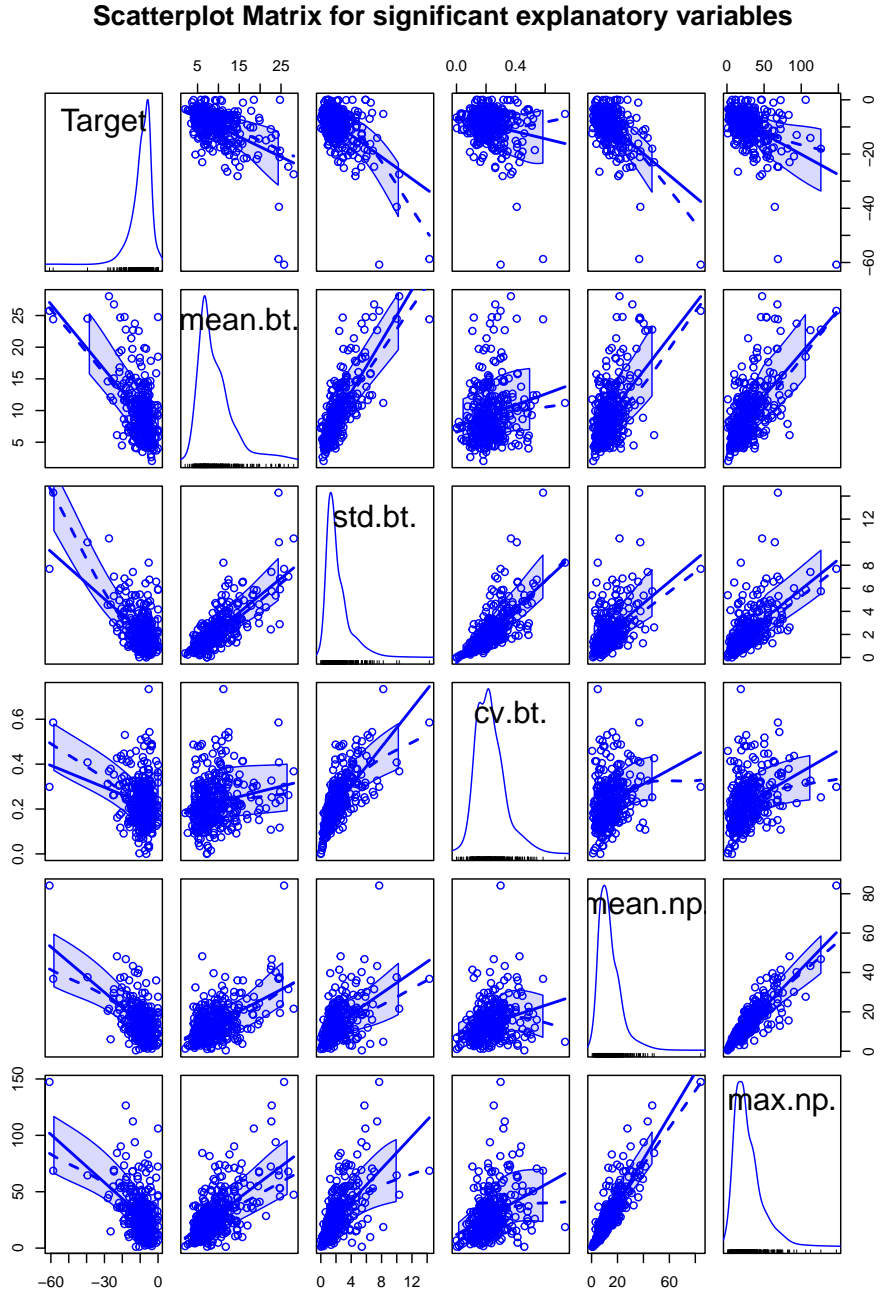 Scatterplot Matrix for significant explanatory variables
5 15 25
0.0 0.4
0 50 100
Target
0
−20
−40
−60
mean.bt.
5
10
15
20
25
std.bt.
0
2
4
6
8
12
cv.bt.
0.0
0.2
0.4
0.6
mean.np.
0
20
40
60
80
max.np.
0
50
100
150
−60 −30 0
0 4 8 12
0 20 60